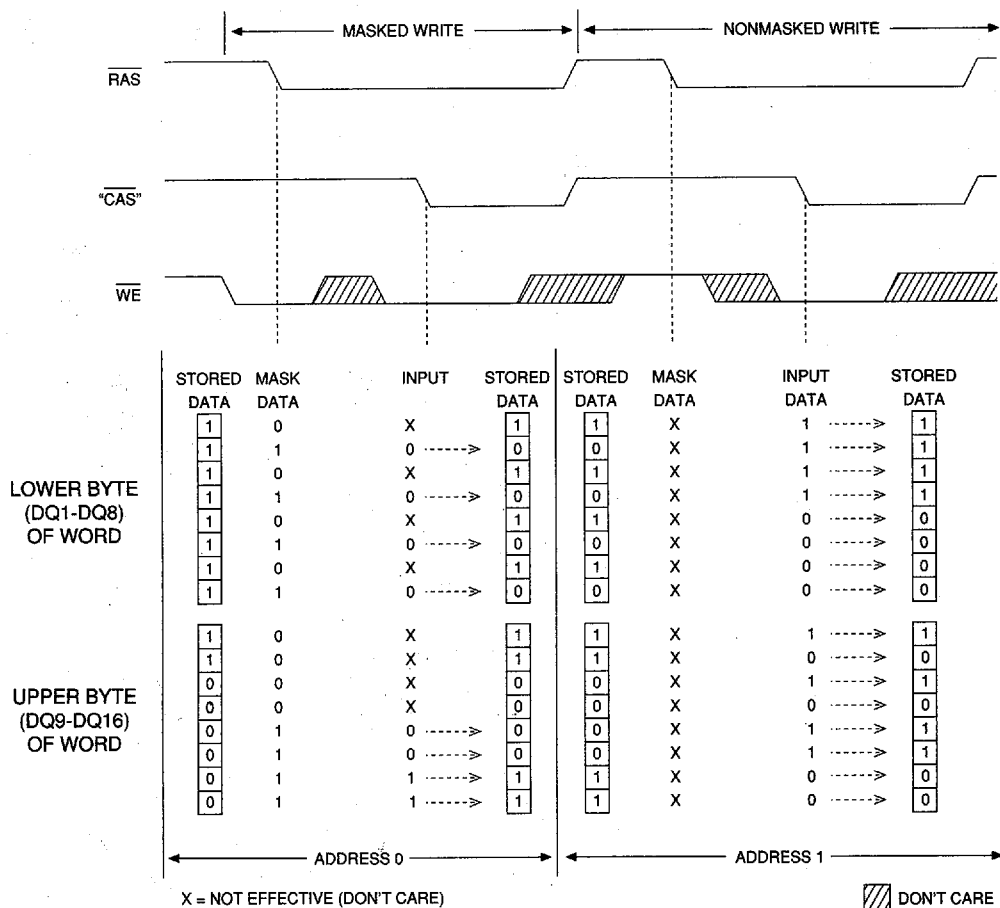 MASKED WRITE NONMASKED WRITE
RAS
"CAS"
WE
STORED MASK INPUT STORED STORED MASK INPUT STORED
DATA DATA DATA DATA DATA DATA DATA
1 0 X 1 1 X 1 1
1 1 0 0 0 X 1 1
1 0 X 1 1 X 1 1
1 1 0 0 0 X 1 1
1 0 X 1 1 X 0 0
1 1 0 0 0 X 0 0
1 0 X 1 1 X 0 0
1 1 0 0 0 X 0 0
LOWER BYTE
(DQ1-DQ8)
OF WORD
1 0 X 1 1 X 1 1
1 0 X 1 1 X 0 0
0 0 X 0 0 X 1 1
0 0 X 0 0 X 0 0
0 1 0 0 0 X 1 1
0 1 0 0 0 X 1 1
0 1 1 1 1 X 0 0
0 1 1 1 1 X 0 0
UPPER BYTE
(DQ9-DQ16)
OF WORD
ADDRESS 0 ADDRESS 1
X = NOT EFFECTIVE (DON'T CARE) DON'T CARE